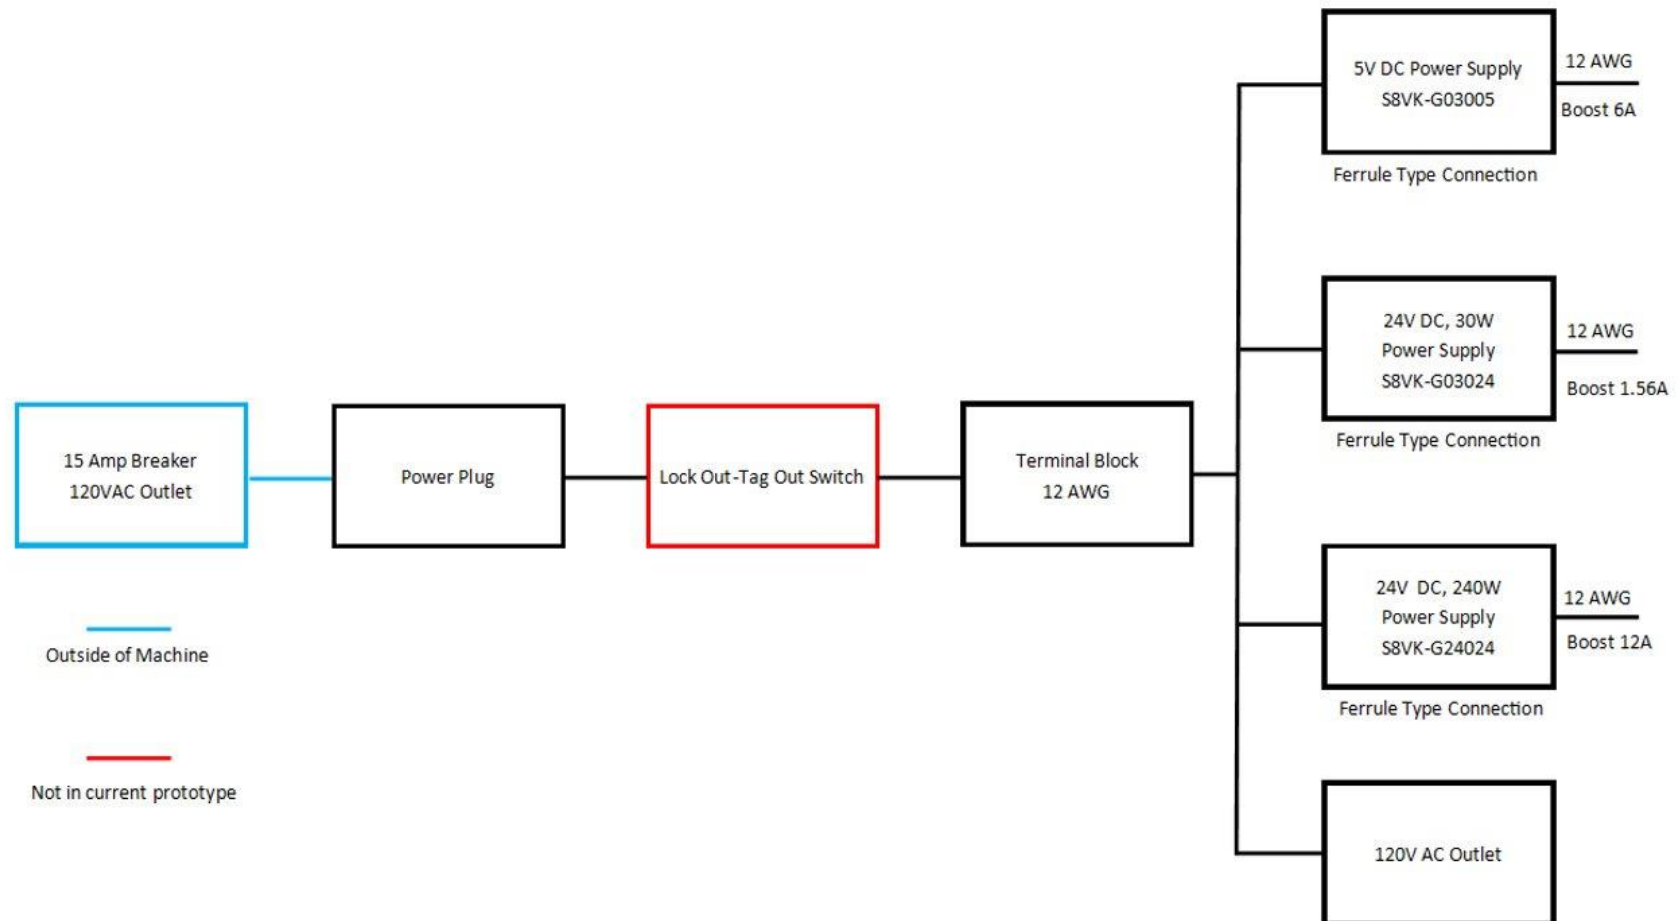 5V DC Power Supply
S8VK-G03005
12 AWG
Boost 6A
Ferrule Type Connection
24V DC, 30W
Power Supply
S8VK-G03024
12 AWG
Boost 1.56A
Ferrule Type Connection
15 Amp Breaker
120VAC Outlet
Power Plug
Lock Out-Tag Out Switch
Terminal Block
12 AWG
24V DC, 240W
Power Supply
S8VK-G24024
12 AWG
Boost 12A
Ferrule Type Connection
Outside of Machine
Not in current prototype
120V AC Outlet